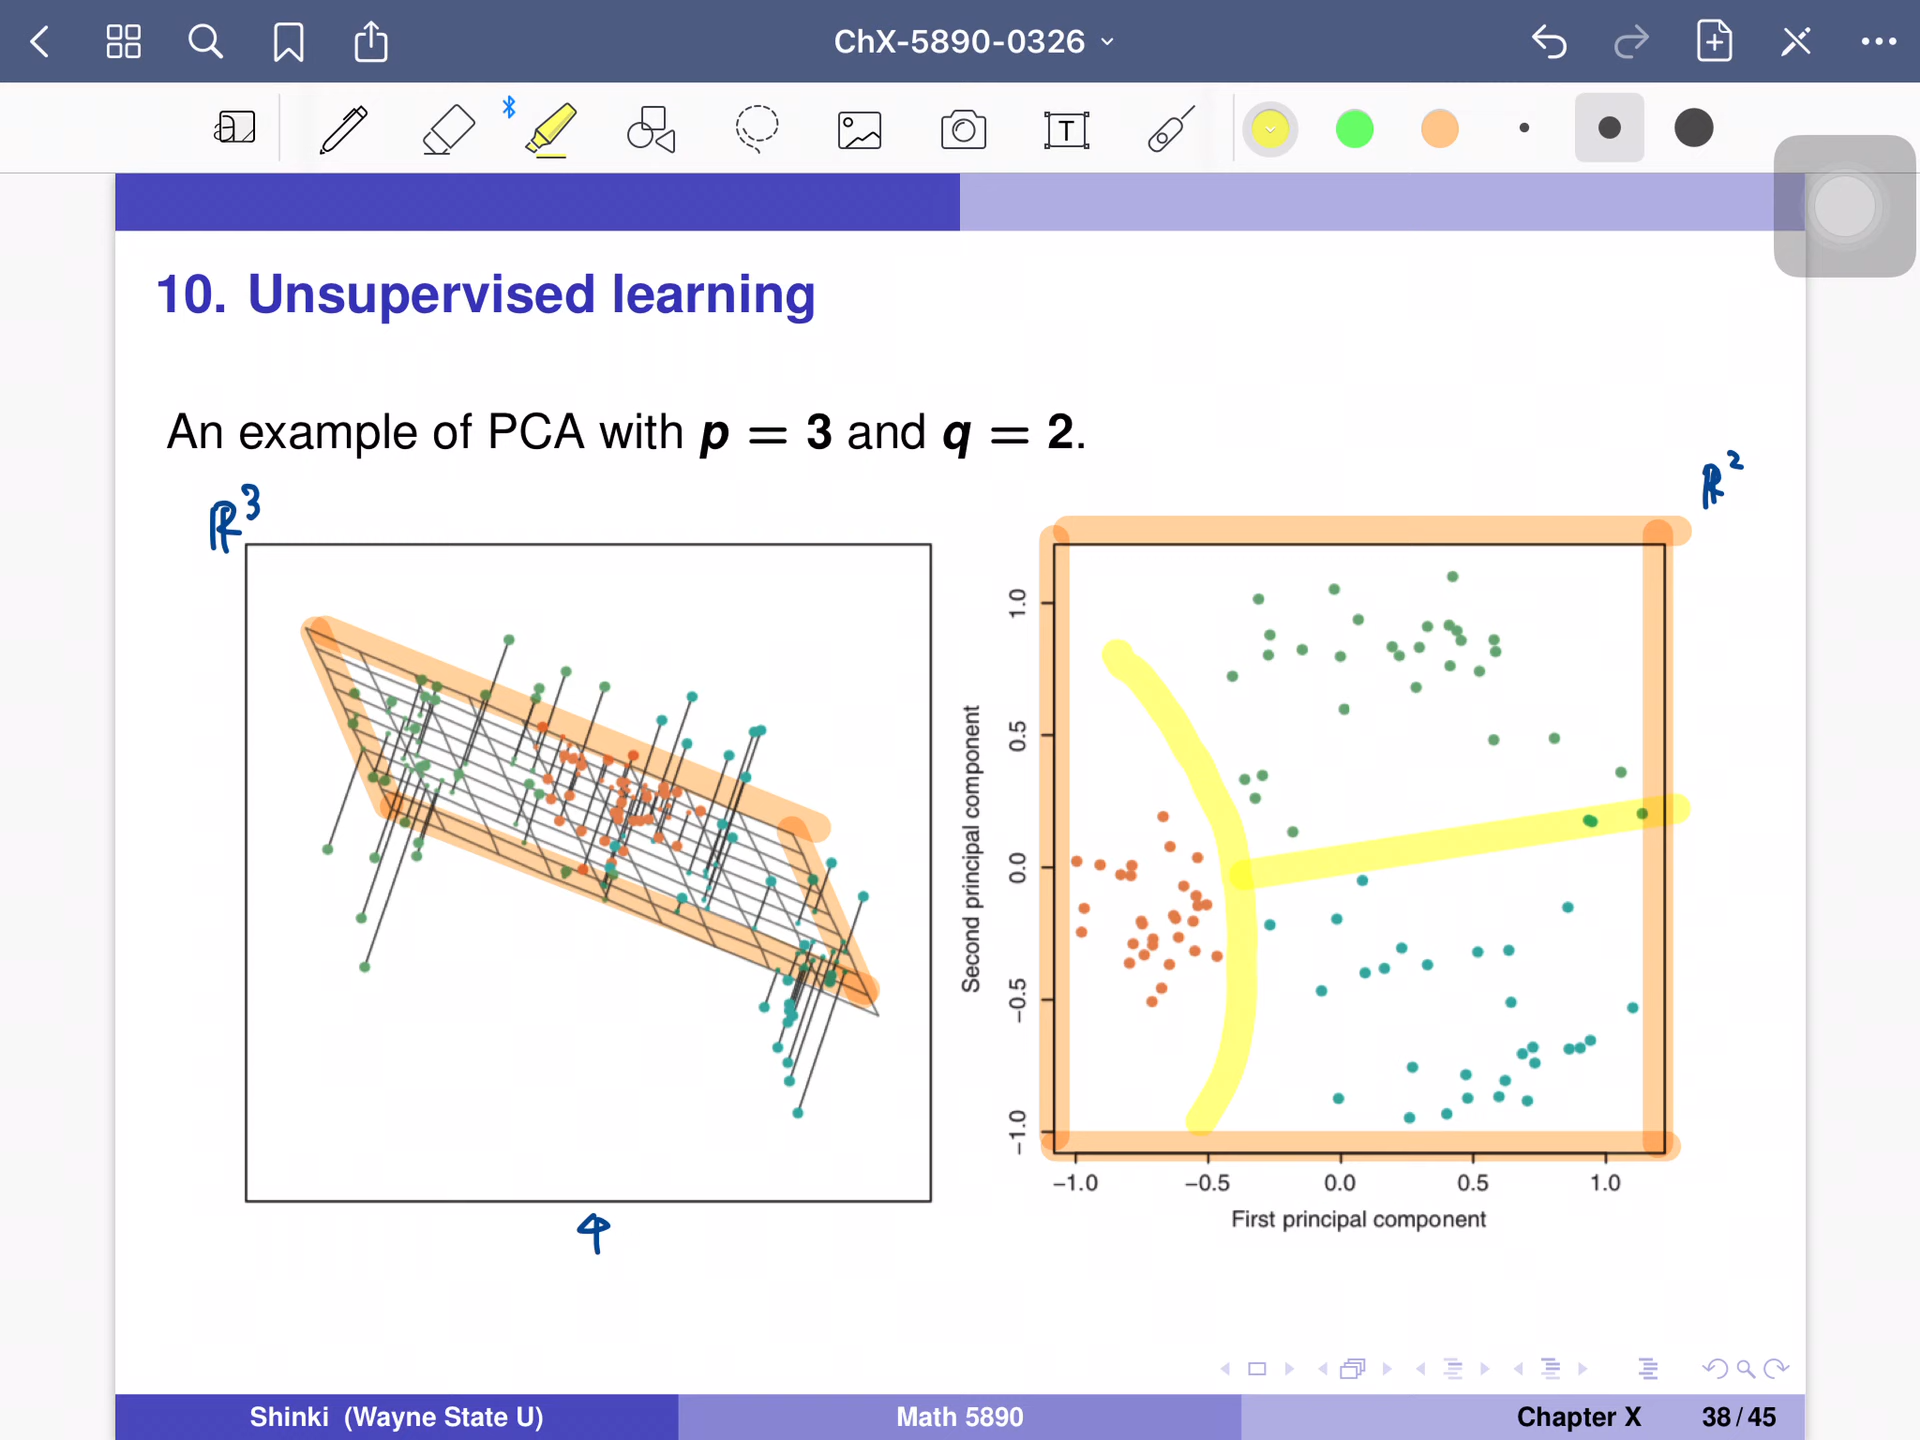 ChX-5890-0326
10. Unsupervised learning
An example of PCA with p = 3 and q = 2.
ℝ³
ℝ²
Second principal component
1.0
0.5
0.0
−0.5
−1.0
−1.0 −0.5 0.0 0.5 1.0
First principal component
Shinki (Wayne State U) Math 5890 Chapter X 38 / 45